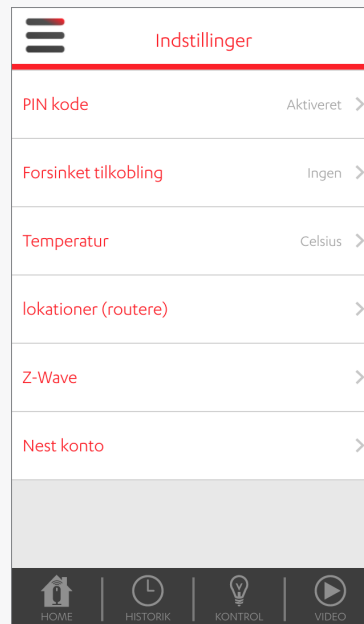 Indstillinger
PIN kode Aktiveret
Forsinket tilkobling Ingen
Temperatur Celsius
lokationer (routere)
Z-Wave
Nest konto
HOME HISTORIK KONTROL VIDEO